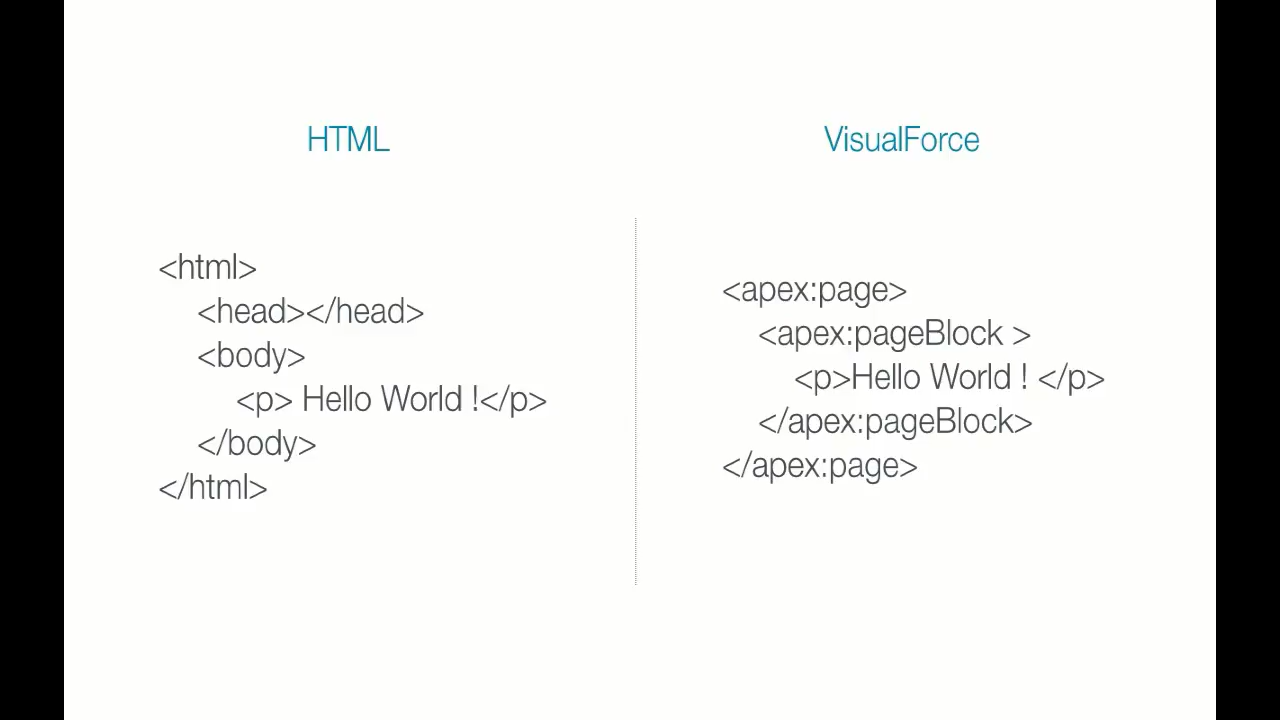 HTML
<html>
<head></head>
<body>
<p> Hello World !</p>
</body>
</html>
VisualForce
<apex:page>
<apex:pageBlock >
<p>Hello World ! </p>
</apex:pageBlock>
</apex:page>